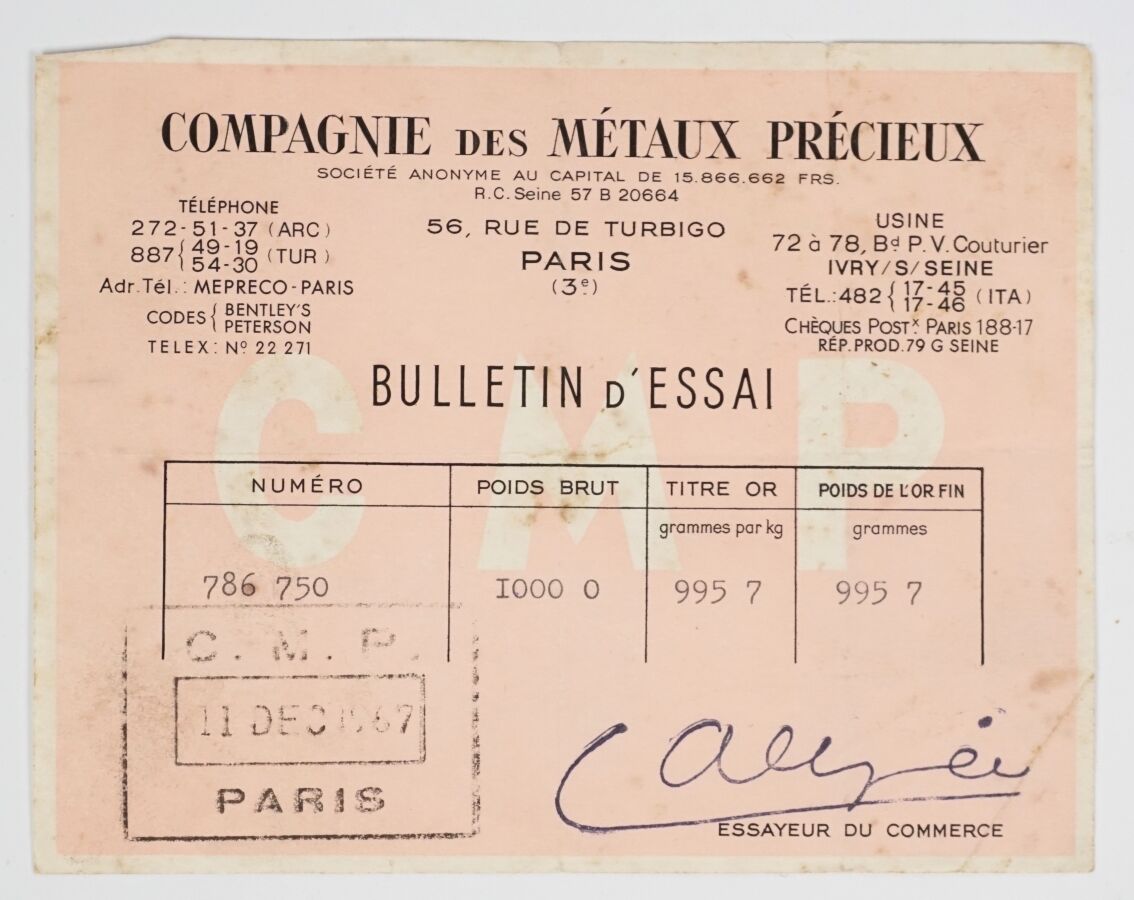 COMPAGNIE DES MÉTAUX PRÉCIEUX
SOCIÉTÉ ANONYME AU CAPITAL DE 15.866.662 FRS.
R.C. Seine 57 B 20664
TÉLÉPHONE
272-51-37 (ARC)
887 { 49-19
54-30 (TUR)
Adr. Tél.: MEPRECO-PARIS
CODES { BENTLEY'S
PETERSON
TELEX: Nº 22 271
56, RUE DE TURBIGO
PARIS
(3e)
USINE
72 à 78, Bd P.V. Couturier
IVRY/S/SEINE
TÉL.: 482 { 17-45
17-46 (ITA)
CHÈQUES POSTx PARIS 188-17
RÉP. PROD. 79 G SEINE
CMP
BULLETIN D'ESSAI
NUMÉRO POIDS BRUT TITRE OR POIDS DE L'OR FIN
grammes par kg grammes
786 750 I000 0 995 7 995 7
C. M. P.
11 DEC 1967
PARIS
ESSAYEUR DU COMMERCE